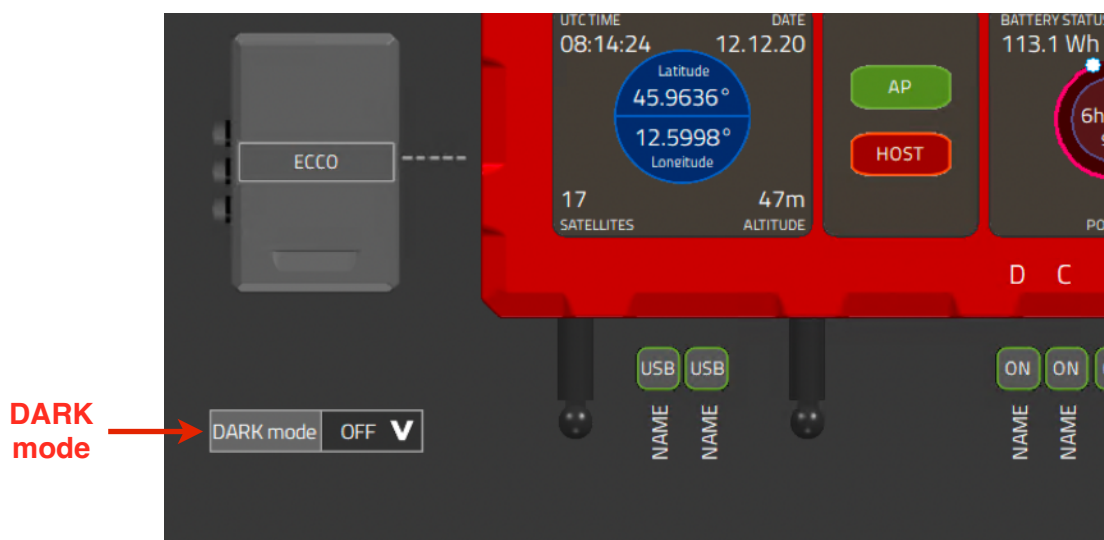 UTC TIME DATE
08:14:24 12.12.20
Latitude
45.9636°
12.5998°
Longitude
17 47m
SATELLITES ALTITUDE
AP
HOST
BATTERY STATUS
113.1 Wh
6h
ECCO
D C
USB USB
NAME NAME
ON ON
NAME NAME
DARK
mode
DARK mode OFF V